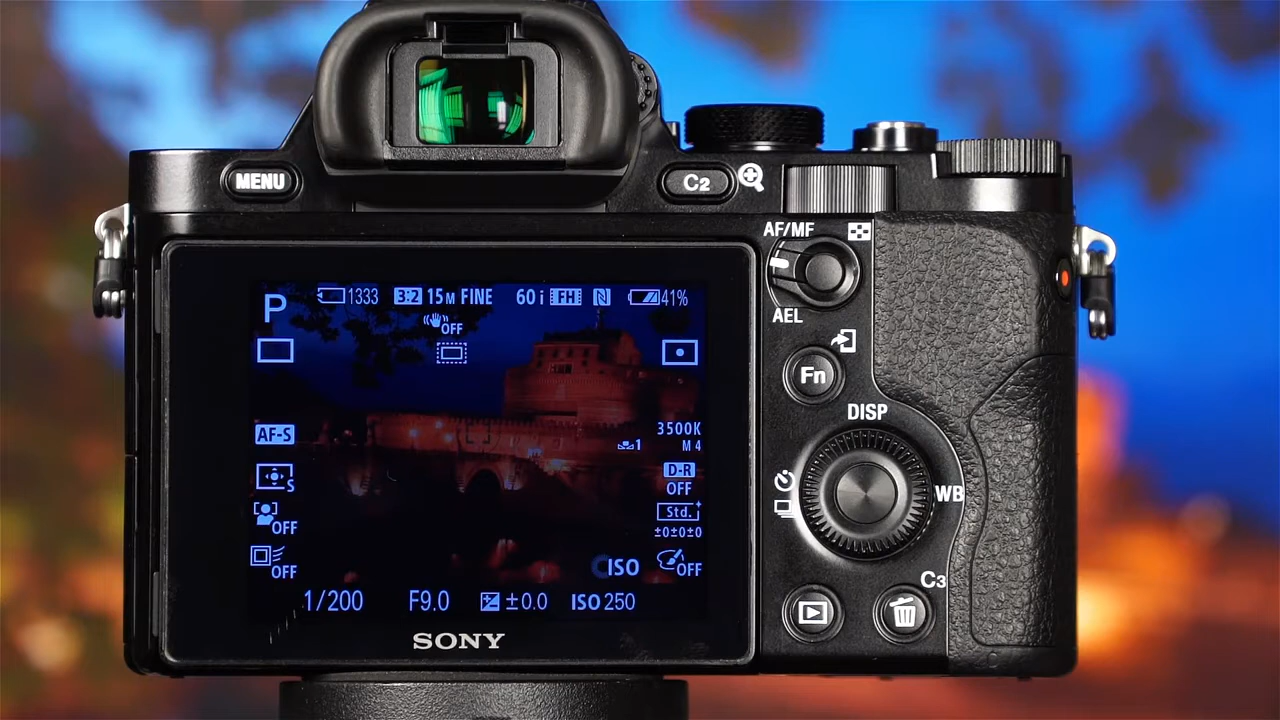 MENU
C2
AF/MF
AEL
P
1333
3:2 15M FINE
60i FH N
41%
OFF
AF-S
S
OFF
OFF
3500K
M 4
1
D-R
OFF
Std.
±0±0±0
ISO
OFF
1/200 F9.0 ±0.0 ISO 250
SONY
Fn
DISP
WB
C3